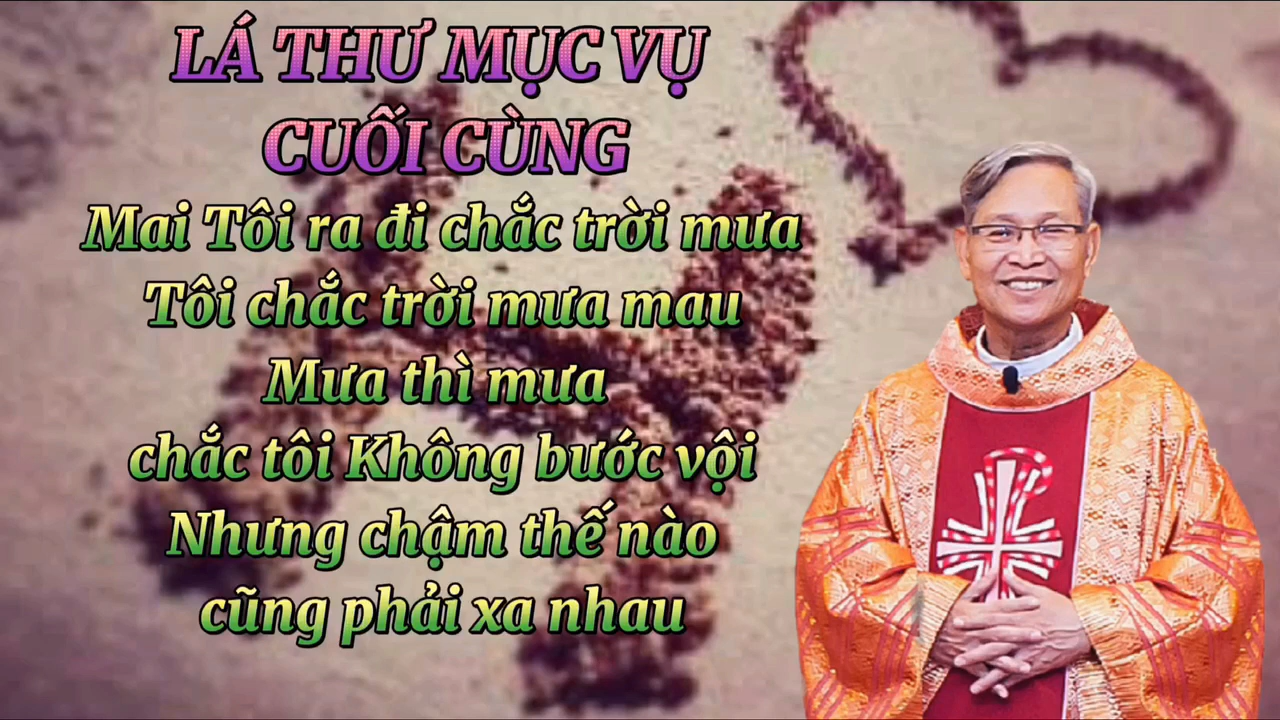 LÁ THƯ MỤC VỤ
CUỐI CÙNG
Mai Tôi ra đi chắc trời mưa
Tôi chắc trời mưa mau
Mưa thì mưa
chắc tôi Không bước vội
Nhưng chậm thế nào
cũng phải xa nhau